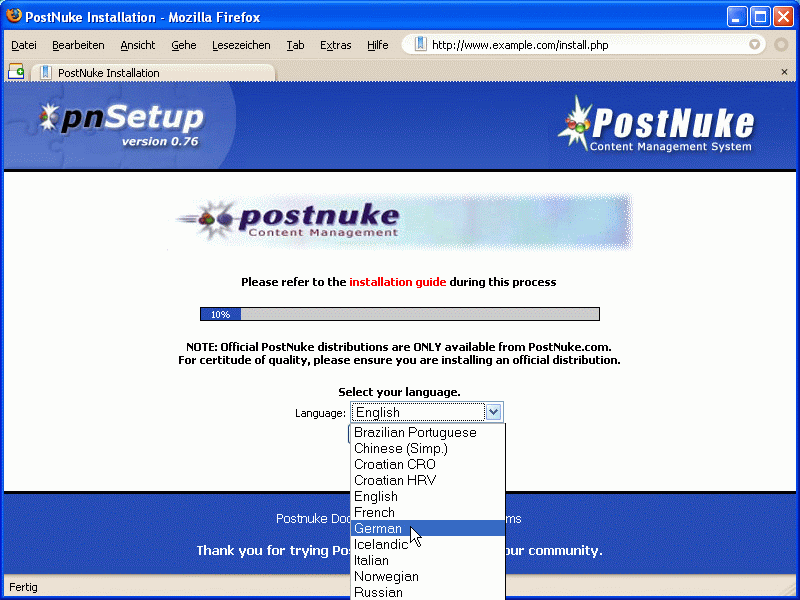 PostNuke Installation - Mozilla Firefox
Datei Bearbeiten Ansicht Gehe Lesezeichen Tab Extras Hilfe http://www.example.com/install.php
PostNuke Installation
pnSetup
version 0.76
PostNuke
Content Management System
postnuke
Content Management
Please refer to the installation guide during this process
10%
NOTE: Official PostNuke distributions are ONLY available from PostNuke.com.
For certitude of quality, please ensure you are installing an official distribution.
Select your language.
Language: English
Brazilian Portuguese
Chinese (Simp.)
Croatian CRO
Croatian HRV
English
French
German
Icelandic
Italian
Norwegian
Russian
Postnuke Doc ms
Thank you for trying Pos ur community.
Fertig